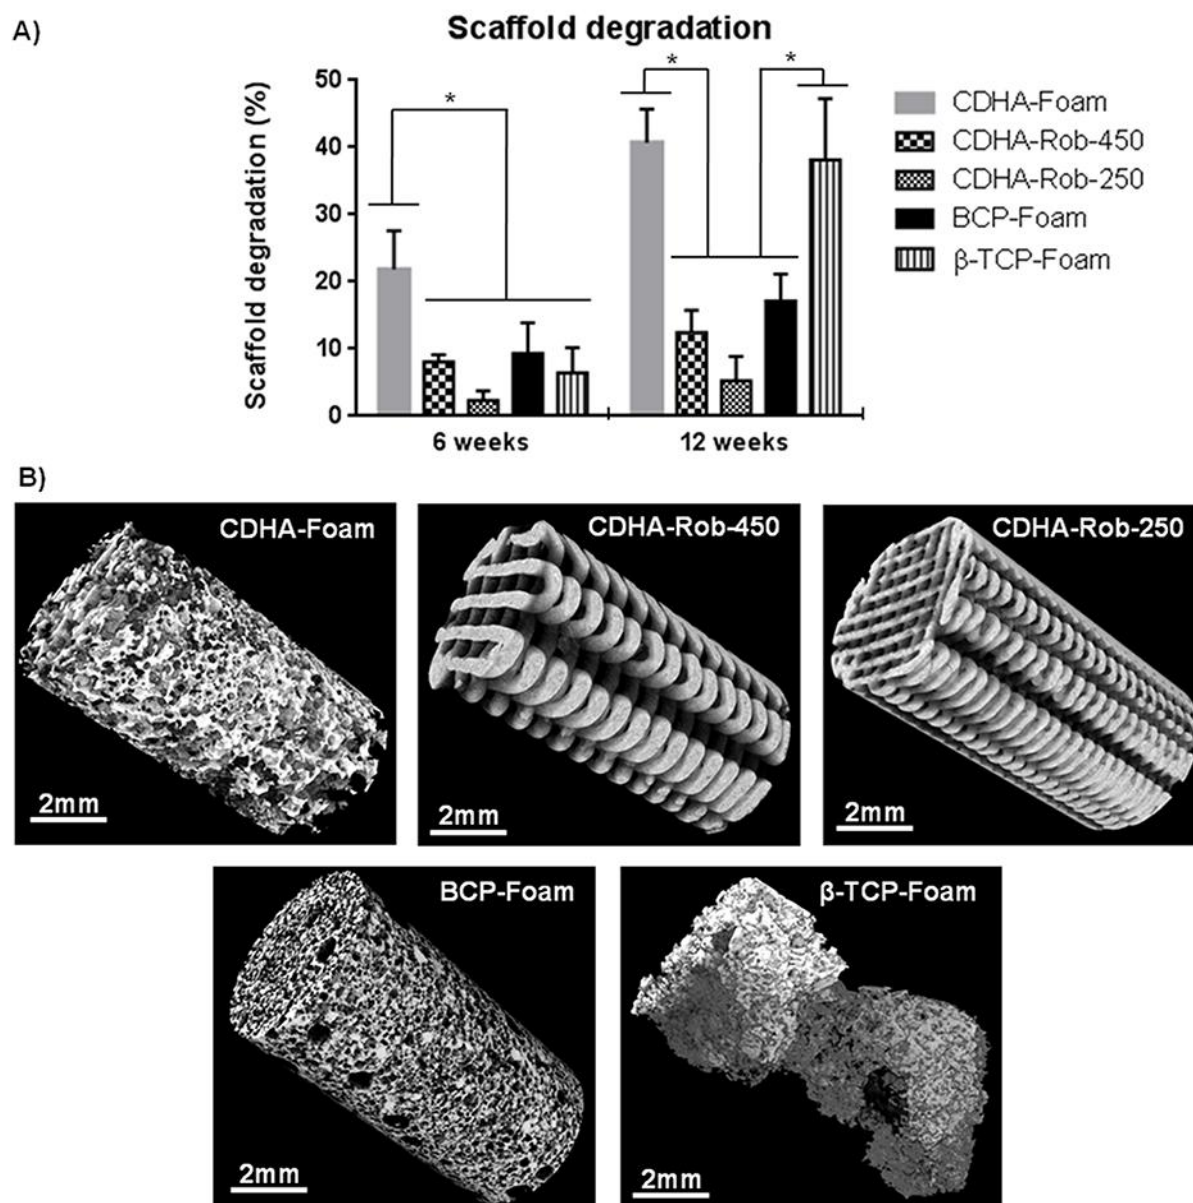 A)
Scaffold degradation
Scaffold degradation (%)
50
40
30
20
10
0
*
*
*
6 weeks
12 weeks
CDHA-Foam
CDHA-Rob-450
CDHA-Rob-250
BCP-Foam
β-TCP-Foam
B)
CDHA-Foam
2mm
CDHA-Rob-450
2mm
CDHA-Rob-250
2mm
BCP-Foam
2mm
β-TCP-Foam
2mm